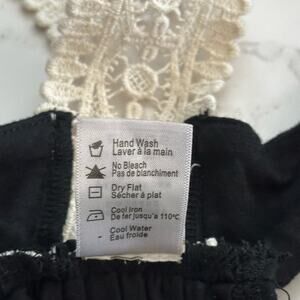 Hand Wash
Laver à la main
No Bleach
Pas de blanchiment
Dry Flat
Sécher à plat
Cool Iron
De fer jusqu'a 110°C
Cool Water
Eau froide